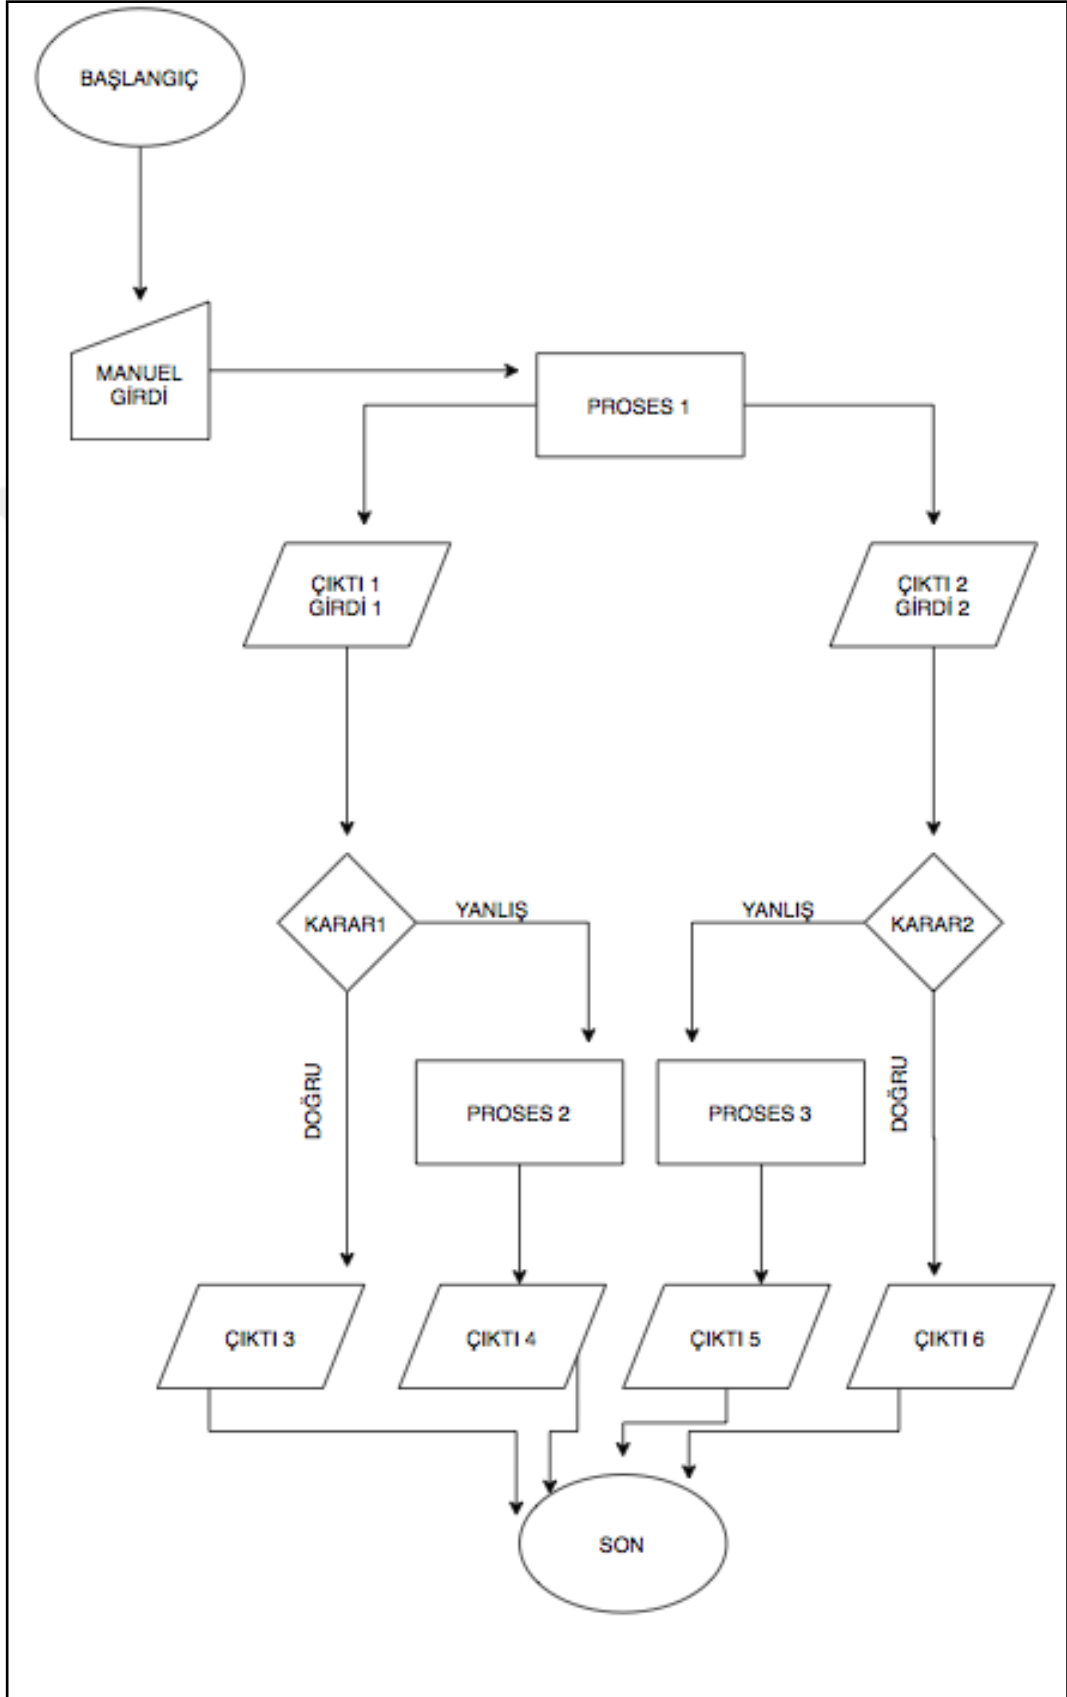 BAŞLANGIÇ
MANUEL
GİRDİ
PROSES 1
ÇIKTI 1
GİRDİ 1
ÇIKTI 2
GİRDİ 2
KARAR1
YANLIŞ
YANLIŞ
KARAR2
DOĞRU
PROSES 2
PROSES 3
DOĞRU
ÇIKTI 3
ÇIKTI 4
ÇIKTI 5
ÇIKTI 6
SON